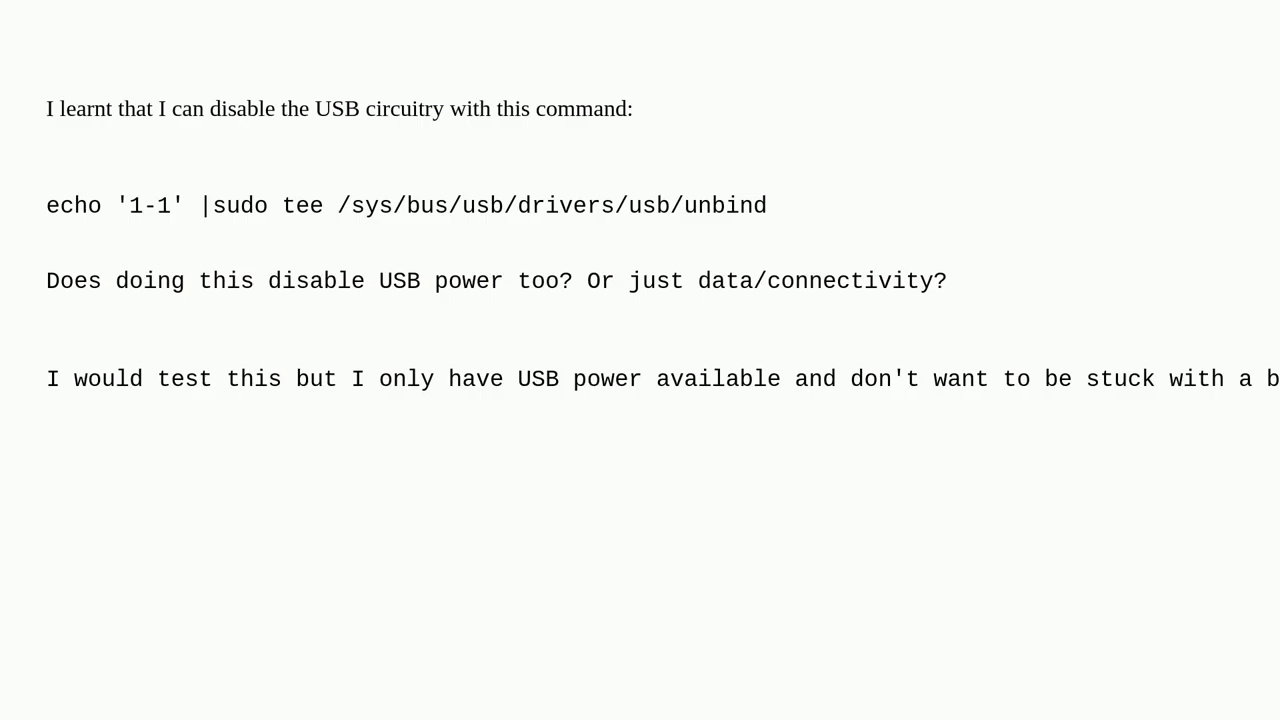 I learnt that I can disable the USB circuitry with this command:
echo '1-1' |sudo tee /sys/bus/usb/drivers/usb/unbind
Does doing this disable USB power too? Or just data/connectivity?
I would test this but I only have USB power available and don't want to be stuck with a